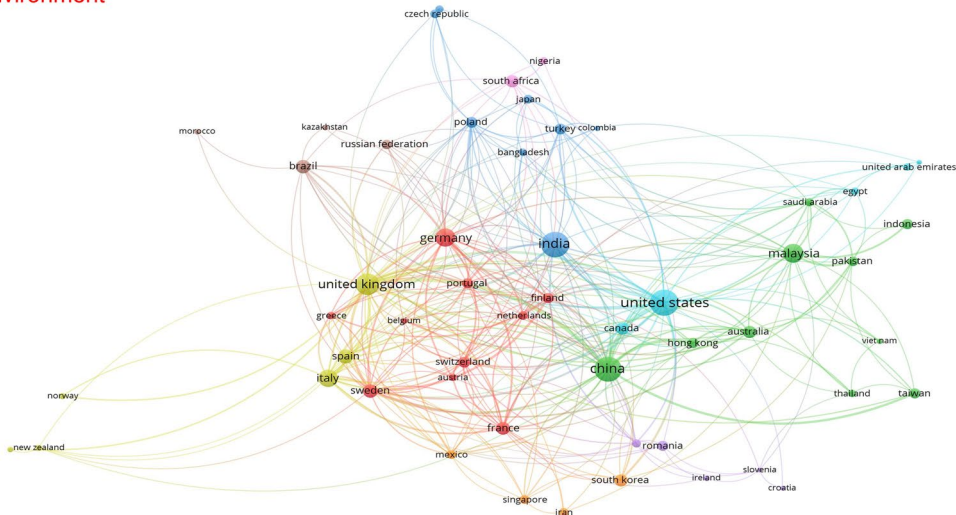 czech republic
nigeria
south africa
japan
poland
turkey
colombia
morocco
kazakhstan
russian federation
bangladesh
brazil
united arab emirates
egypt
saudi arabia
indonesia
germany
india
malaysia
pakistan
united kingdom
portugal
finland
united states
greece
belgium
netherlands
canada
australia
hong kong
viet nam
spain
switzerland
china
italy
austria
sweden
norway
thailand
taiwan
france
new zealand
mexico
romania
slovenia
south korea
ireland
croatia
singapore
iran